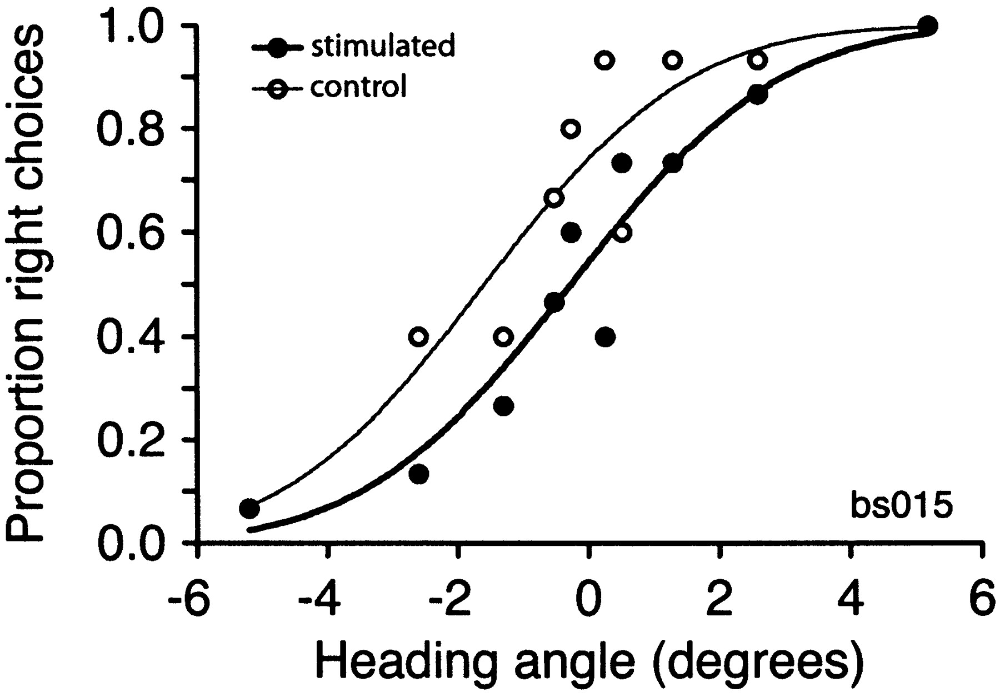 Proportion right choices
1.0
0.8
0.6
0.4
0.2
0.0
stimulated
control
bs015
-6 -4 -2 0 2 4 6
Heading angle (degrees)